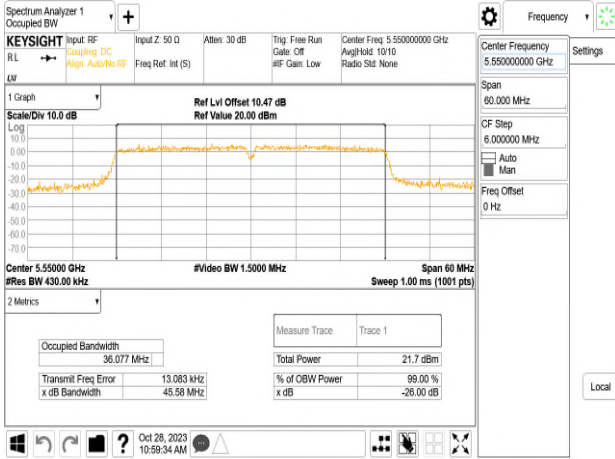 Spectrum Analyzer 1
Occupied BW
KEYSIGHT
RL
Input: RF
Coupling: DC
Align: Auto/No RF
Input Z: 50 Ω
Freq Ref: Int (S)
Atten: 30 dB
Trig: Free Run
Gate: Off
#IF Gain: Low
Center Freq: 5.550000000 GHz
Avg|Hold: 10/10
Radio Std: None
1 Graph
Scale/Div 10.0 dB
Ref Lvl Offset 10.47 dB
Ref Value 20.00 dBm
Log
10.0
0.00
-10.0
-20.0
-30.0
-40.0
-50.0
-60.0
-70.0
Center 5.55000 GHz
#Video BW 1.5000 MHz
Span 60 MHz
#Res BW 430.00 kHz
Sweep 1.00 ms (1001 pts)
2 Metrics
Measure Trace
Trace 1
Occupied Bandwidth
36.077 MHz
Total Power
21.7 dBm
Transmit Freq Error
13.083 kHz
% of OBW Power
99.00 %
x dB Bandwidth
45.58 MHz
x dB
-26.00 dB
Oct 28, 2023
10:59:34 AM
Frequency
Center Frequency
5.550000000 GHz
Settings
Span
60.000 MHz
CF Step
6.000000 MHz
Auto
Man
Freq Offset
0 Hz
Local